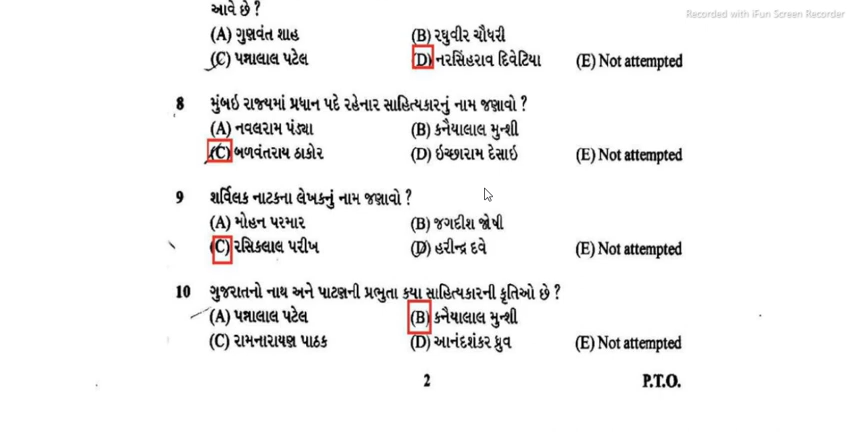 Recorded with iFun Screen Recorder
આવે છે ?
(A) ગુણવંત શાહ (B) રઘુવીર ચૌધરી
(C) પન્નાલાલ પટેલ (D) નરસિંહરાવ દિવેટિયા (E) Not attempted
8 મુંબઇ રાજ્યમાં પ્રધાન પદે રહેનાર સાહિત્યકારનું નામ જણાવો ?
(A) નવલરામ પંડ્યા (B) કનૈયાલાલ મુન્શી
(C) બળવંતરાય ઠાકોર (D) ઇચ્છારામ દેસાઇ (E) Not attempted
9 શર્વિલક નાટકના લેખકનું નામ જણાવો ?
(A) મોહન પરમાર (B) જગદીશ જોષી
(C) રસિકલાલ પરીખ (D) હરીન્દ્ર દવે (E) Not attempted
10 ગુજરાતનો નાથ અને પાટણની પ્રભુતા ક્યા સાહિત્યકારની કૃતિઓ છે ?
(A) પન્નાલાલ પટેલ (B) કનૈયાલાલ મુન્શી
(C) રામનારાયણ પાઠક (D) આનંદશંકર ધ્રુવ (E) Not attempted
2 P.T.O.